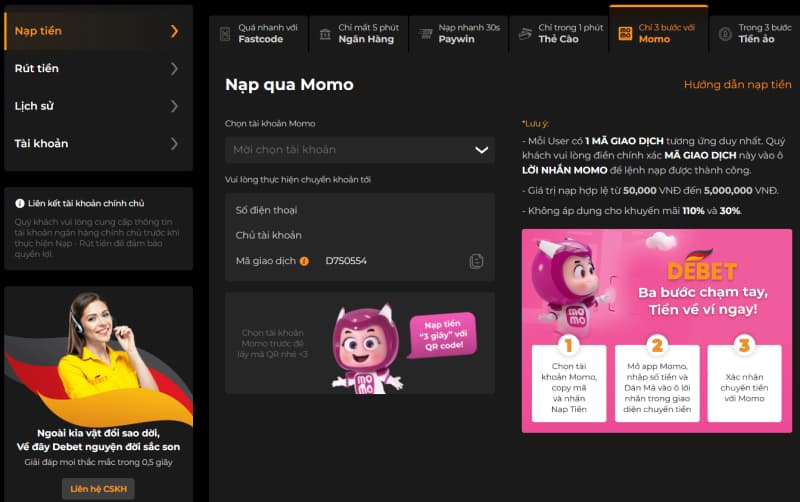 Nạp tiền
Rút tiền
Lịch sử
Tài khoản
Liên kết tài khoản chính chủ
Quý khách vui lòng cung cấp thông tin
tài khoản ngân hàng chính chủ trước khi
thực hiện Nạp - Rút tiền để đảm bảo
quyền lợi.
DEBET
Ngoài kia vật đổi sao dời,
Về đây Debet nguyện đời sắc son
Giải đáp mọi thắc mắc trong 0,5 giây
Liên hệ CSKH
Quá nhanh với
Fastcode
Chỉ mất 5 phút
Ngân Hàng
Nạp nhanh 30s
Paywin
Chỉ trong 1 phút
Thẻ Cào
momo
Chỉ 3 bước với
Momo
Trong 3 bước
Tiền ảo
Nạp qua Momo
Hướng dẫn nạp tiền
Chọn tài khoản Momo
Mời chọn tài khoản
Vui lòng thực hiện chuyển khoản tới
Số điện thoại
Chủ tài khoản
Mã giao dịch
D750554
Chọn tài khoản
Momo trước để
lấy mã QR nhé <3
momo
Nạp tiền
"3 giây" với
QR code!
*Lưu ý:
- Mỗi User có 1 MÃ GIAO DỊCH tương ứng duy nhất. Quý
khách vui lòng điền chính xác MÃ GIAO DỊCH này vào ô
LỜI NHẮN MOMO để lệnh nạp được thành công.
- Giá trị nạp hợp lệ từ 50,000 VNĐ đến 5,000,000 VNĐ.
- Không áp dụng cho khuyến mãi 110% và 30%.
momo
DEBET
Ba bước chạm tay,
Tiền về ví ngay!
1
Chọn tài
khoản Momo,
copy mã
và nhấn
Nạp Tiền
2
Mở app Momo,
nhập số tiền và
Dán Mã vào ô lời
nhắn trong giao
diện chuyển tiền
3
Xác nhận
chuyển tiền
với Momo